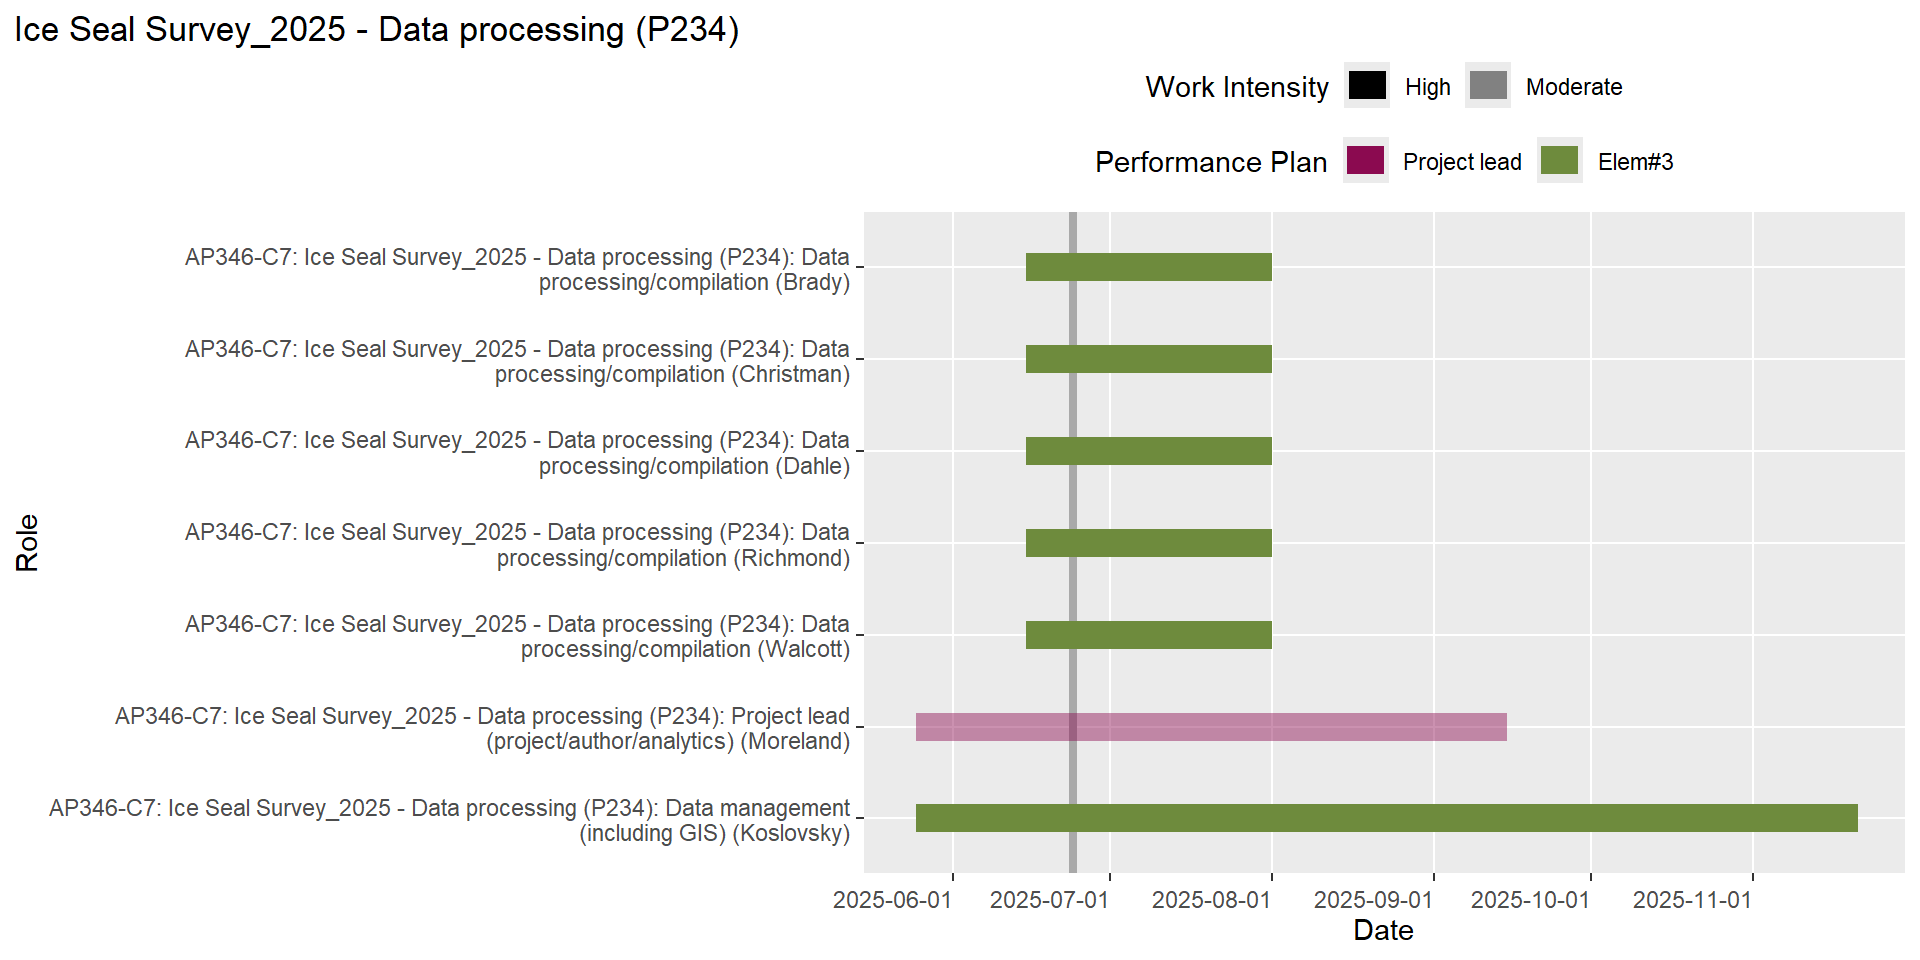 Ice Seal Survey_2025 - Data processing (P234)
Work Intensity High Moderate
Performance Plan Project lead Elem#3
AP346-C7: Ice Seal Survey_2025 - Data processing (P234): Data
processing/compilation (Brady)
AP346-C7: Ice Seal Survey_2025 - Data processing (P234): Data
processing/compilation (Christman)
AP346-C7: Ice Seal Survey_2025 - Data processing (P234): Data
processing/compilation (Dahle)
AP346-C7: Ice Seal Survey_2025 - Data processing (P234): Data
processing/compilation (Richmond)
AP346-C7: Ice Seal Survey_2025 - Data processing (P234): Data
processing/compilation (Walcott)
AP346-C7: Ice Seal Survey_2025 - Data processing (P234): Project lead
(project/author/analytics) (Moreland)
AP346-C7: Ice Seal Survey_2025 - Data processing (P234): Data management
(including GIS) (Koslovsky)
Role
2025-06-01 2025-07-01 2025-08-01 2025-09-01 2025-10-01 2025-11-01
Date